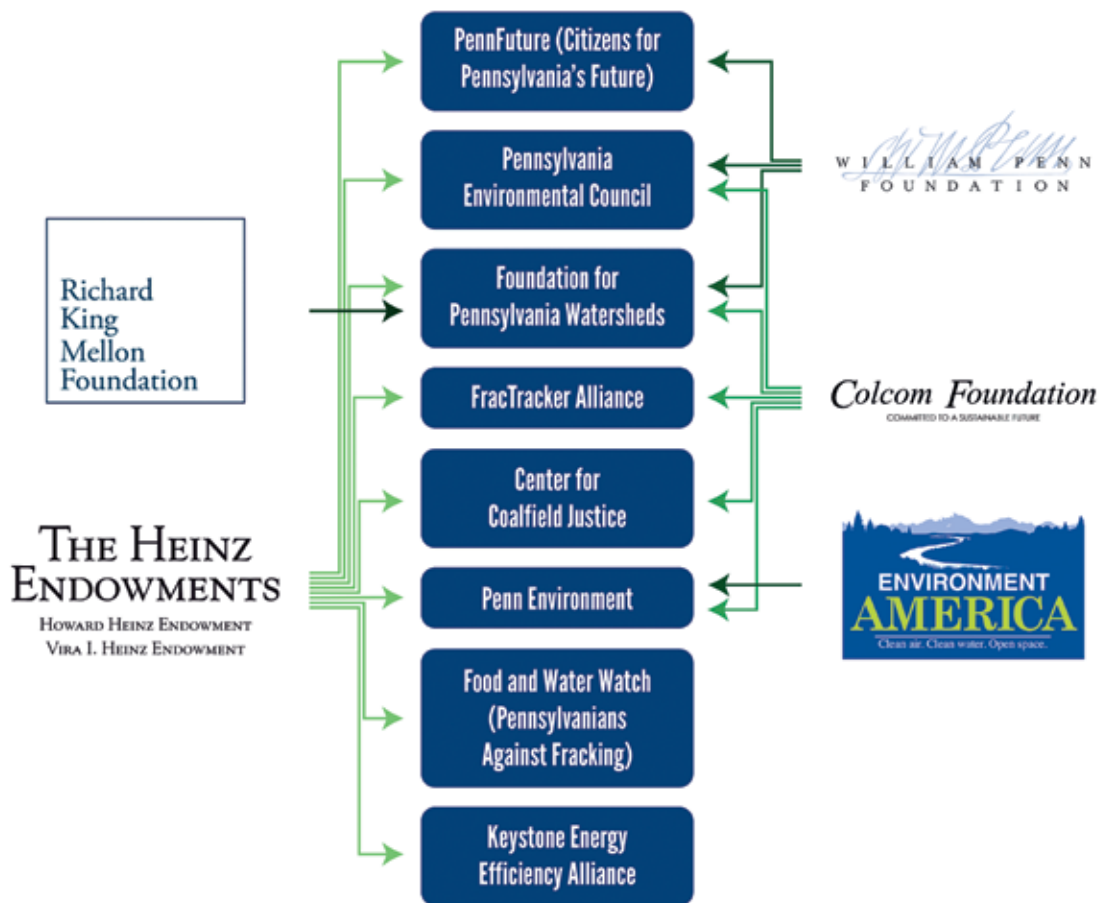 PennFuture (Citizens for
Pennsylvania's Future)
Pennsylvania
Environmental Council
Foundation for
Pennsylvania Watersheds
FracTracker Alliance
Center for
Coalfield Justice
Penn Environment
Food and Water Watch
(Pennsylvanians
Against Fracking)
Keystone Energy
Efficiency Alliance
Richard
King
Mellon
Foundation
THE HEINZ
ENDOWMENTS
HOWARD HEINZ ENDOWMENT
VIRA I. HEINZ ENDOWMENT
WILLIAM PENN
FOUNDATION
Colcom Foundation
COMMITTED TO A SUSTAINABLE FUTURE
ENVIRONMENT
AMERICA
Clean air. Clean water. Open space.